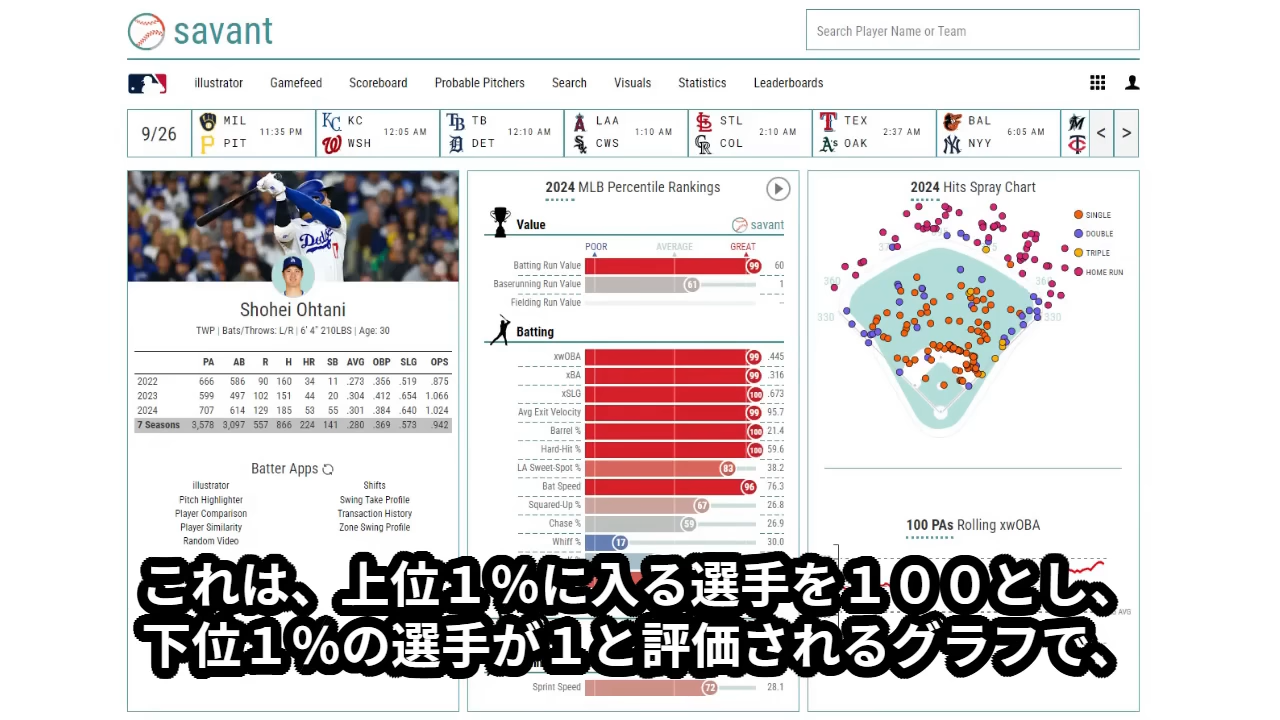 savant
Search Player Name or Team
illustrator Gamefeed Scoreboard Probable Pitchers Search Visuals Statistics Leaderboards
9/26
MIL
PIT
11:35 PM
KC
WSH
12:05 AM
TB
DET
12:10 AM
LAA
CWS
1:10 AM
STL
COL
2:10 AM
TEX
OAK
2:37 AM
BAL
NYY
6:05 AM
< >
Shohei Ohtani
TWP | Bats/Throws: L/R | 6' 4" 210LBS | Age: 30
PA AB R H HR SB AVG OBP SLG OPS
2022 666 586 90 160 34 11 .273 .356 .519 .875
2023 599 497 102 151 44 20 .304 .412 .654 1.066
2024 707 614 129 185 53 55 .301 .384 .640 1.024
7 Seasons 3,578 3,097 557 866 224 141 .280 .369 .573 .942
Batter Apps
illustrator Shifts
Pitch Highlighter Swing Take Profile
Player Comparison Transaction History
Player Similarity Zone Swing Profile
Random Video
2024 MLB Percentile Rankings
Value savant
POOR AVERAGE GREAT
Batting Run Value 99 60
Baserunning Run Value 61 1
Fielding Run Value --
Batting
xwOBA 99 .445
xBA 99 .316
xSLG 100 .673
Avg Exit Velocity 99 95.7
Barrel % 100 21.4
Hard-Hit % 100 59.6
LA Sweet-Spot % 83 38.2
Bat Speed 96 76.3
Squared-Up % 67 26.8
Chase % 59 26.9
Whiff % 17 30.0
Sprint Speed 72 28.1
2024 Hits Spray Chart
SINGLE
DOUBLE
TRIPLE
HOME RUN
360 360
330 330
100 PAs Rolling xwOBA
AVG
これは、上位１％に入る選手を１００とし、
下位１％の選手が１と評価されるグラフで、